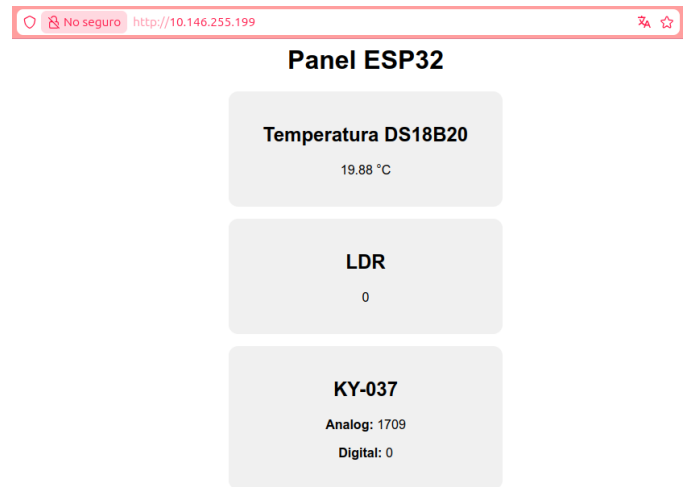 No seguro http://10.146.255.199
Panel ESP32
Temperatura DS18B20
19.88 °C
LDR
0
KY-037
Analog: 1709
Digital: 0